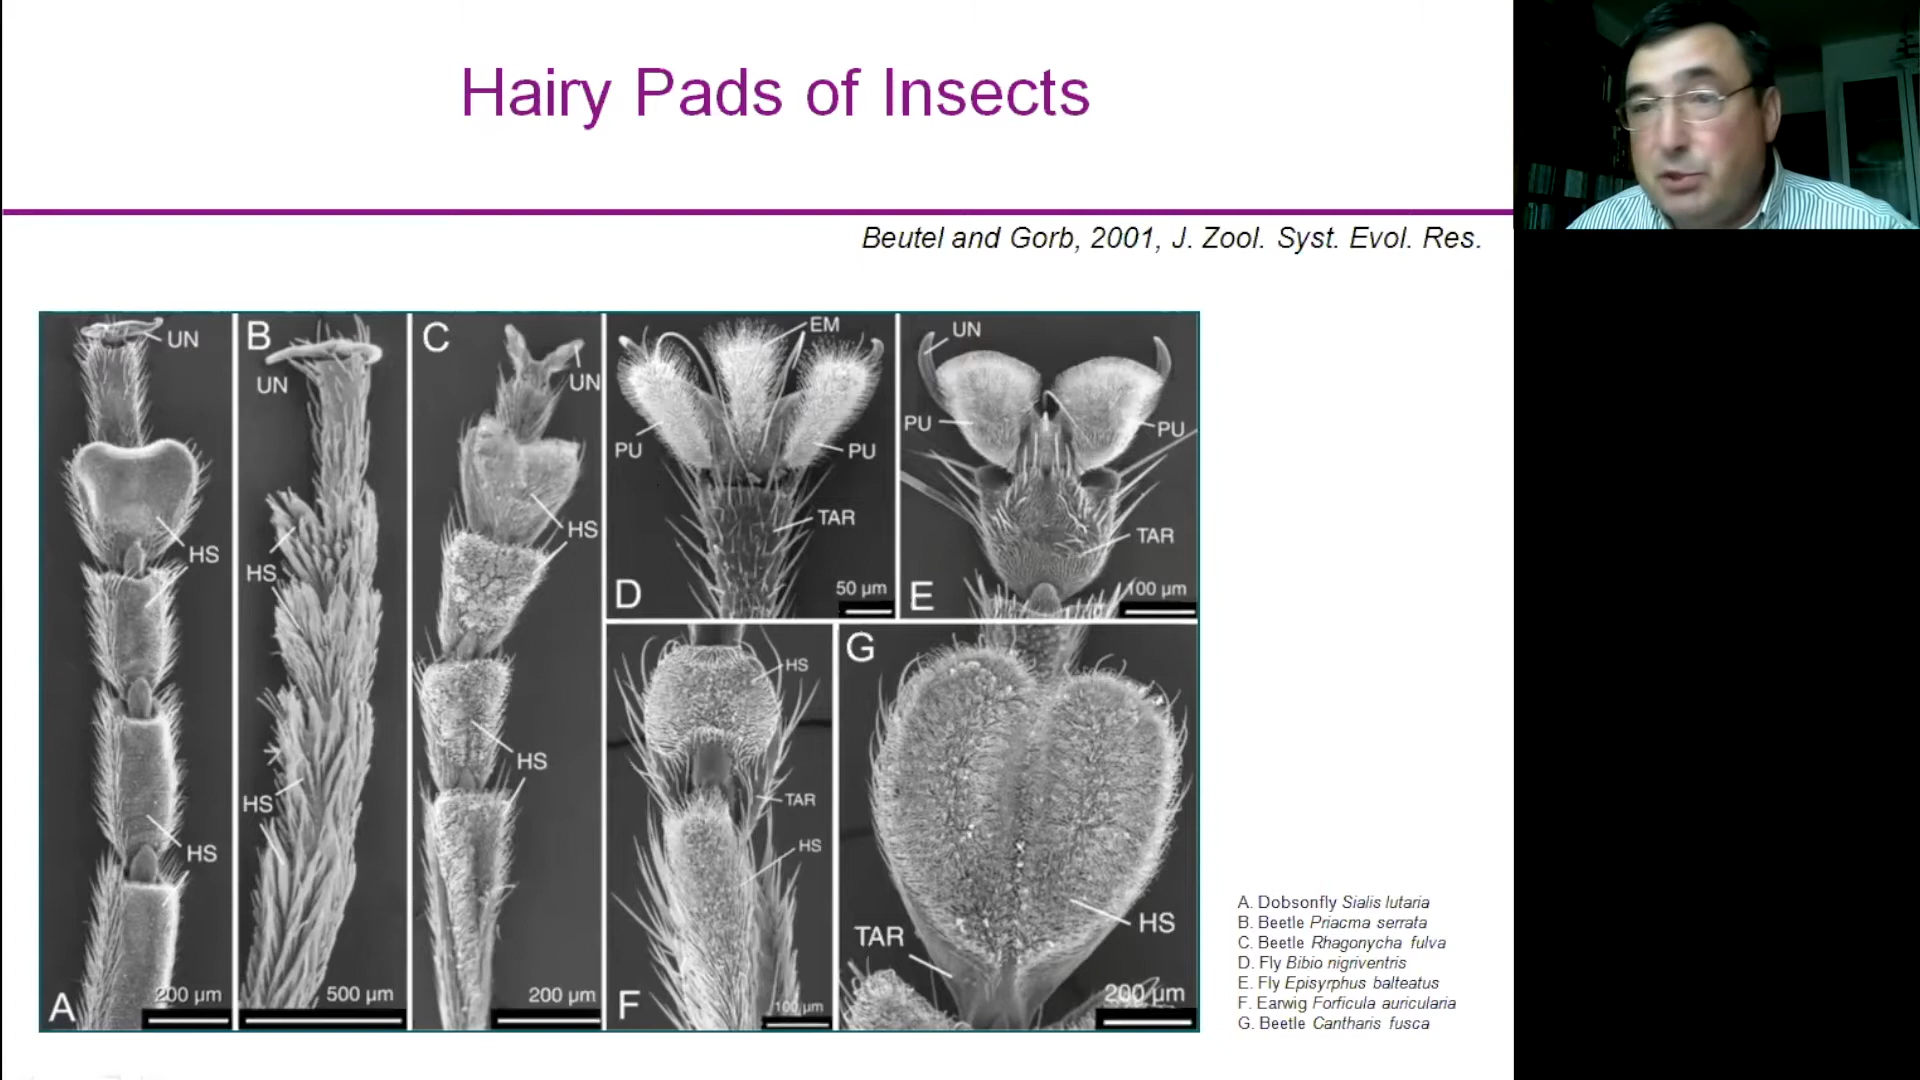 Hairy Pads of Insects
Beutel and Gorb, 2001, J. Zool. Syst. Evol. Res.
UN
HS
HS
A
200 µm
B
UN
HS
HS
500 µm
C
UN
HS
HS
200 µm
EM
PU
PU
TAR
D
50 µm
UN
PU
PU
TAR
E
100 µm
HS
TAR
HS
F
100 µm
G
TAR
HS
200 µm
A. Dobsonfly Sialis lutaria
B. Beetle Priacma serrata
C. Beetle Rhagonycha fulva
D. Fly Bibio nigriventris
E. Fly Episyrphus balteatus
F. Earwig Forficula auricularia
G. Beetle Cantharis fusca